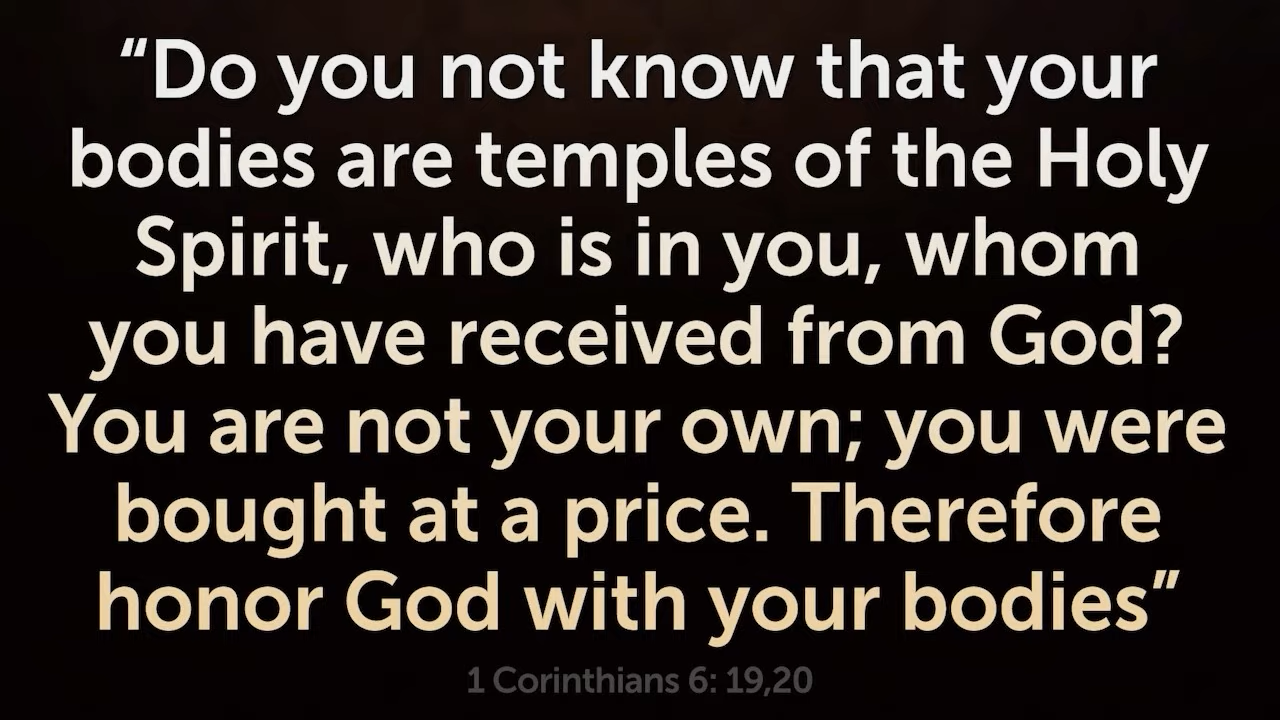 “Do you not know that your
bodies are temples of the Holy
Spirit, who is in you, whom
you have received from God?
You are not your own; you were
bought at a price. Therefore
honor God with your bodies”
1 Corinthians 6: 19,20